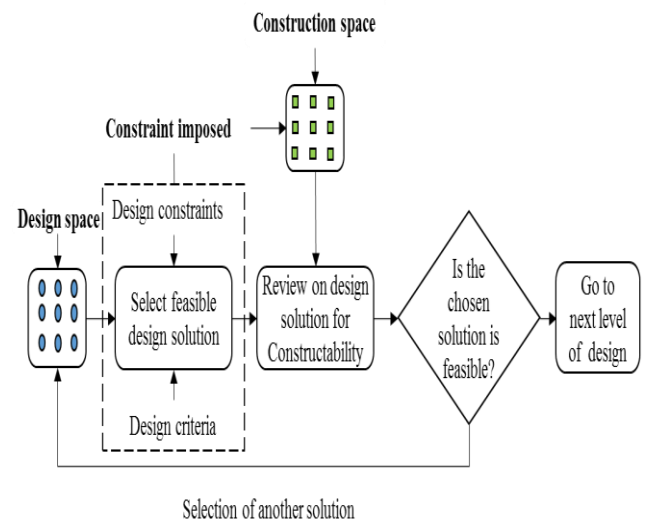 Construction space
Constraint imposed
Design space
Design constraints
Select feasible
design solution
Design criteria
Review on design
solution for
Constructability
Is the
chosen
solution is
feasible?
Go to
next level
of design
Selection of another solution